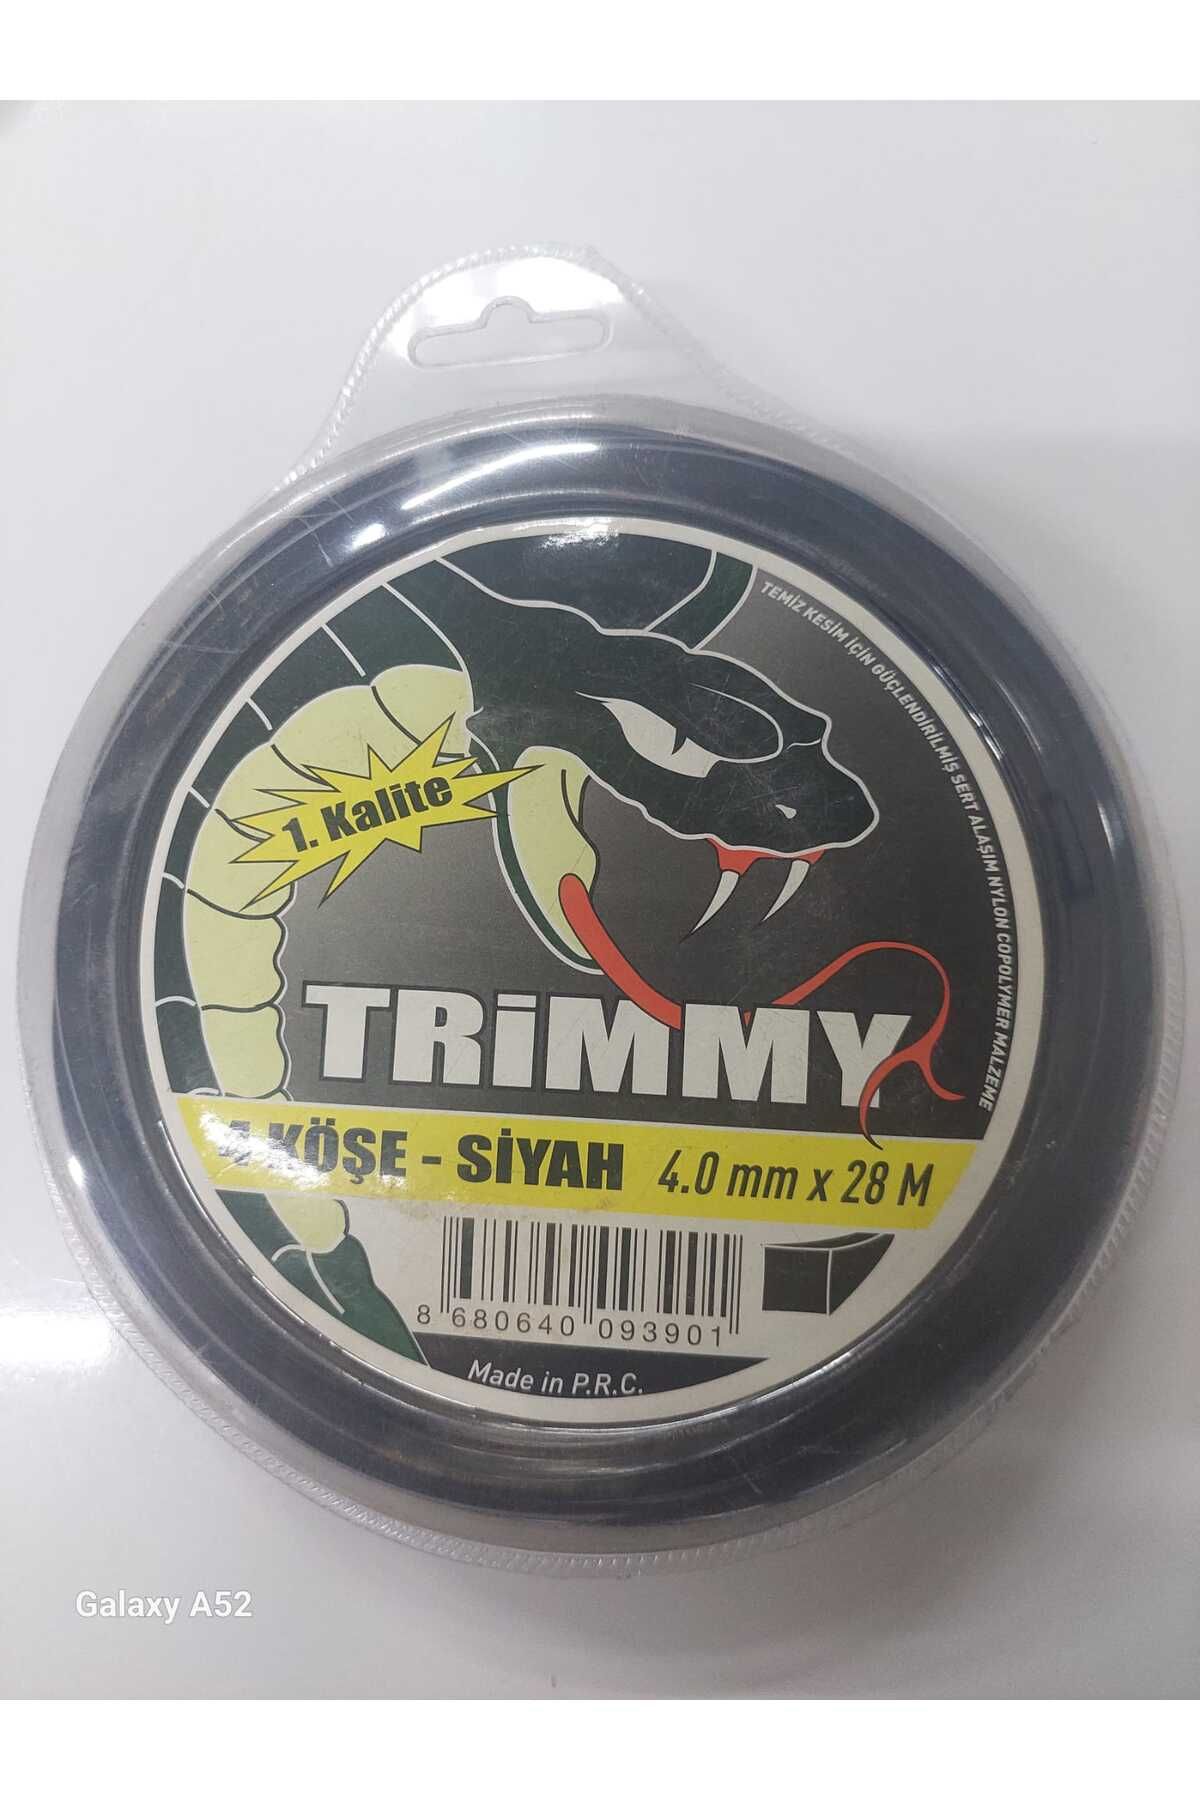 TEMİZ KESİM İÇİN GÜÇLENDİRİLMİŞ SERT ALAŞIM NYLON COPOLYMER MALZEME
1. Kalite
TRiMMY
4 KÖŞE - SİYAH 4.0 mm x 28 M
8 680640 093901
Made in P.R.C.
Galaxy A52